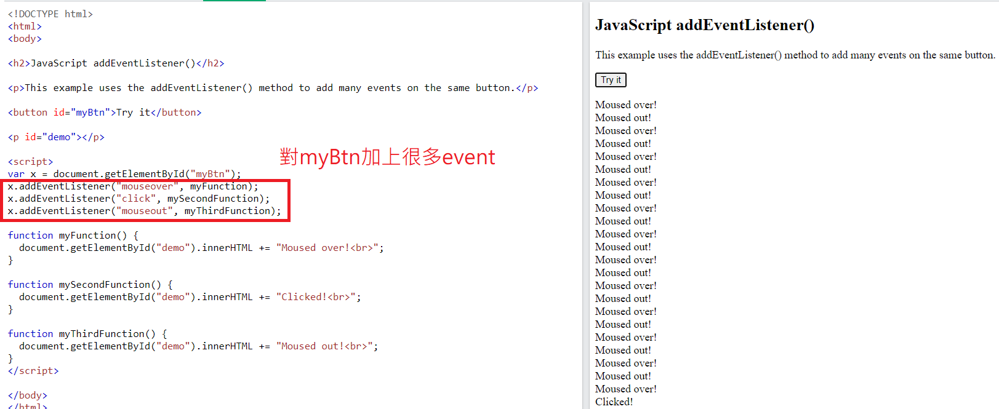 <!DOCTYPE html>
<html>
<body>
<h2>JavaScript addEventListener()</h2>
<p>This example uses the addEventListener() method to add many events on the same button.</p>
<button id="myBtn">Try it</button>
<p id="demo"></p>
對myBtn加上很多event
<script>
var x = document.getElementById("myBtn");
x.addEventListener("mouseover", myFunction);
x.addEventListener("click", mySecondFunction);
x.addEventListener("mouseout", myThirdFunction);
function myFunction() {
  document.getElementById("demo").innerHTML += "Moused over!<br>";
}
function mySecondFunction() {
  document.getElementById("demo").innerHTML += "Clicked!<br>";
}
function myThirdFunction() {
  document.getElementById("demo").innerHTML += "Moused out!<br>";
}
</script>
</body>
</html>
JavaScript addEventListener()
This example uses the addEventListener() method to add many events on the same button.
Try it
Moused over!
Moused out!
Moused over!
Moused out!
Moused over!
Moused out!
Moused over!
Moused out!
Moused over!
Moused out!
Moused over!
Moused out!
Moused over!
Moused out!
Moused over!
Moused out!
Moused over!
Moused out!
Moused over!
Moused out!
Moused over!
Moused out!
Moused over!
Clicked!